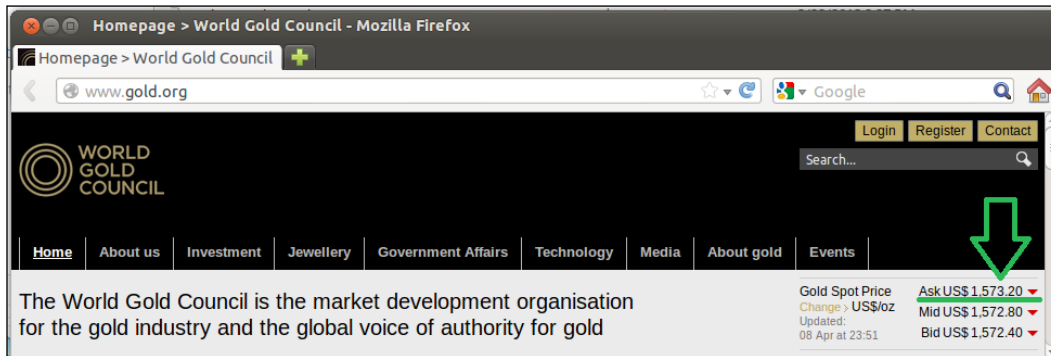 Homepage > World Gold Council - Mozilla Firefox
Homepage > World Gold Council
www.gold.org
Google
Login Register Contact
WORLD
GOLD
COUNCIL
Search...
Home About us Investment Jewellery Government Affairs Technology Media About gold Events
The World Gold Council is the market development organisation
for the gold industry and the global voice of authority for gold
Gold Spot Price
Change > US$/oz
Updated:
08 Apr at 23:51
Ask US$ 1,573.20
Mid US$ 1,572.80
Bid US$ 1,572.40